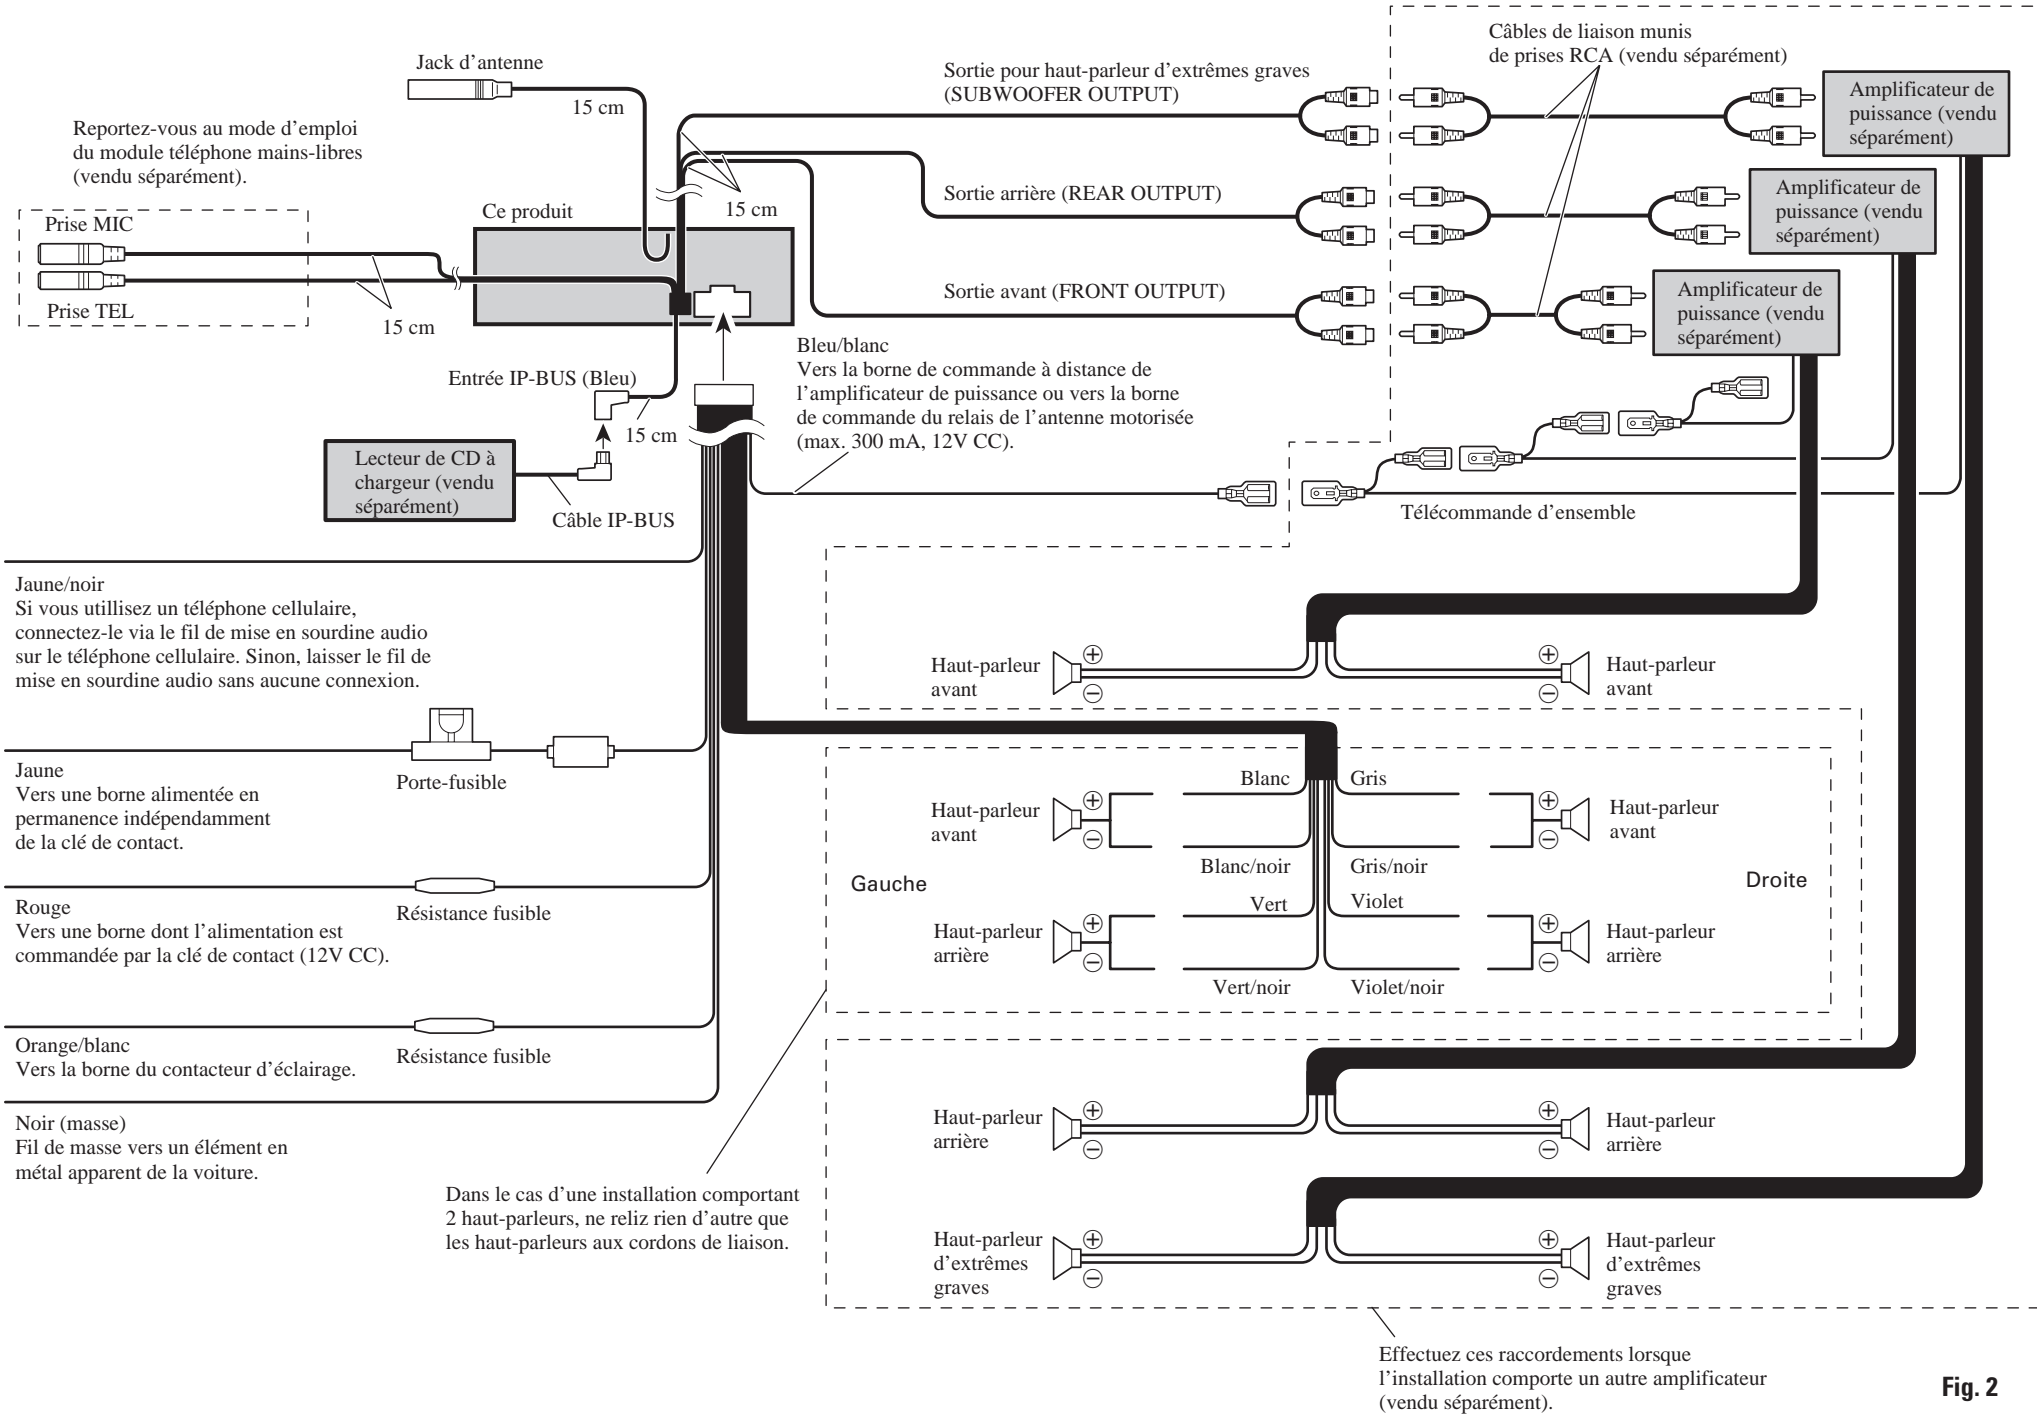 Jack d'antenne
15 cm
Reportez-vous au mode d'emploi
du module téléphone mains-libres
(vendu séparément).
Prise MIC
Prise TEL
15 cm
Ce produit
15 cm
Sortie pour haut-parleur d'extrêmes graves
(SUBWOOFER OUTPUT)
Sortie arrière (REAR OUTPUT)
Sortie avant (FRONT OUTPUT)
Câbles de liaison munis
de prises RCA (vendu séparément)
Amplificateur de
puissance (vendu
séparément)
Amplificateur de
puissance (vendu
séparément)
Amplificateur de
puissance (vendu
séparément)
Bleu/blanc
Vers la borne de commande à distance de
l'amplificateur de puissance ou vers la borne
de commande du relais de l'antenne motorisée
(max. 300 mA, 12V CC).
Entrée IP-BUS (Bleu)
15 cm
Lecteur de CD à
chargeur (vendu
séparément)
Câble IP-BUS
Télécommande d'ensemble
Jaune/noir
Si vous utillisez un téléphone cellulaire,
connectez-le via le fil de mise en sourdine audio
sur le téléphone cellulaire. Sinon, laisser le fil de
mise en sourdine audio sans aucune connexion.
Jaune
Vers une borne alimentée en
permanence indépendamment
de la clé de contact.
Porte-fusible
Rouge
Vers une borne dont l'alimentation est
commandée par la clé de contact (12V CC).
Résistance fusible
Orange/blanc
Vers la borne du contacteur d'éclairage.
Résistance fusible
Noir (masse)
Fil de masse vers un élément en
métal apparent de la voiture.
Haut-parleur
avant
⊕
⊖
⊕
⊖
Haut-parleur
avant
Gauche
Droite
Haut-parleur
avant
⊕
⊖
Blanc
Blanc/noir
Gris
Gris/noir
⊕
⊖
Haut-parleur
avant
Haut-parleur
arrière
⊕
⊖
Vert
Vert/noir
Violet
Violet/noir
⊕
⊖
Haut-parleur
arrière
Haut-parleur
arrière
⊕
⊖
⊕
⊖
Haut-parleur
arrière
Haut-parleur
d'extrêmes
graves
⊕
⊖
⊕
⊖
Haut-parleur
d'extrêmes
graves
Dans le cas d'une installation comportant
2 haut-parleurs, ne reliz rien d'autre que
les haut-parleurs aux cordons de liaison.
Effectuez ces raccordements lorsque
l'installation comporte un autre amplificateur
(vendu séparément).
Fig. 2